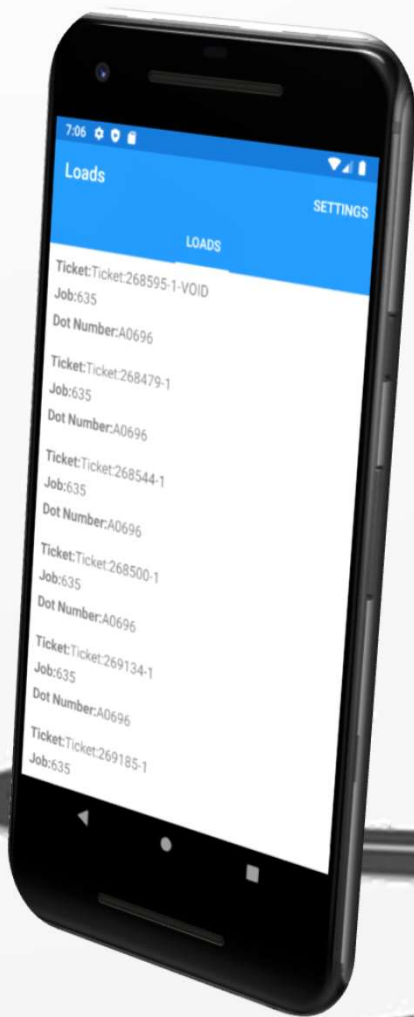 7:06
Loads
SETTINGS
LOADS
Ticket:Ticket:268595-1-VOID
Job:635
Dot Number:A0696
Ticket:Ticket:268479-1
Job:635
Dot Number:A0696
Ticket:Ticket:268544-1
Job:635
Dot Number:A0696
Ticket:Ticket:268500-1
Job:635
Dot Number:A0696
Ticket:Ticket:269134-1
Job:635
Dot Number:A0696
Ticket:Ticket:269185-1
Job:635